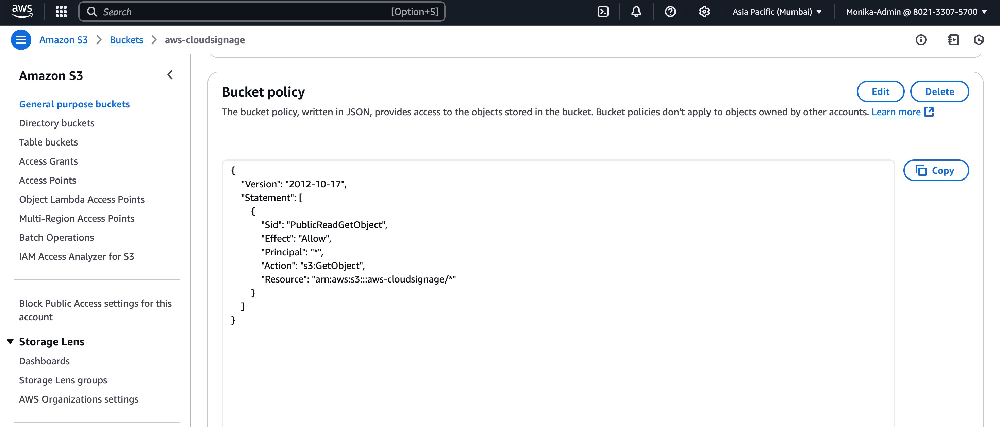 aws
Search
[Option+S]
Asia Pacific (Mumbai)
Monika-Admin @ 8021-3307-5700
Amazon S3
Buckets
aws-cloudsignage
Amazon S3
General purpose buckets
Directory buckets
Table buckets
Access Grants
Access Points
Object Lambda Access Points
Multi-Region Access Points
Batch Operations
IAM Access Analyzer for S3
Block Public Access settings for this
account
Storage Lens
Dashboards
Storage Lens groups
AWS Organizations settings
Bucket policy
Edit
Delete
The bucket policy, written in JSON, provides access to the objects stored in the bucket. Bucket policies don't apply to objects owned by other accounts. Learn more
Copy
{
"Version": "2012-10-17",
"Statement": [
{
"Sid": "PublicReadGetObject",
"Effect": "Allow",
"Principal": "*",
"Action": "s3:GetObject",
"Resource": "arn:aws:s3:::aws-cloudsignage/*"
}
]
}